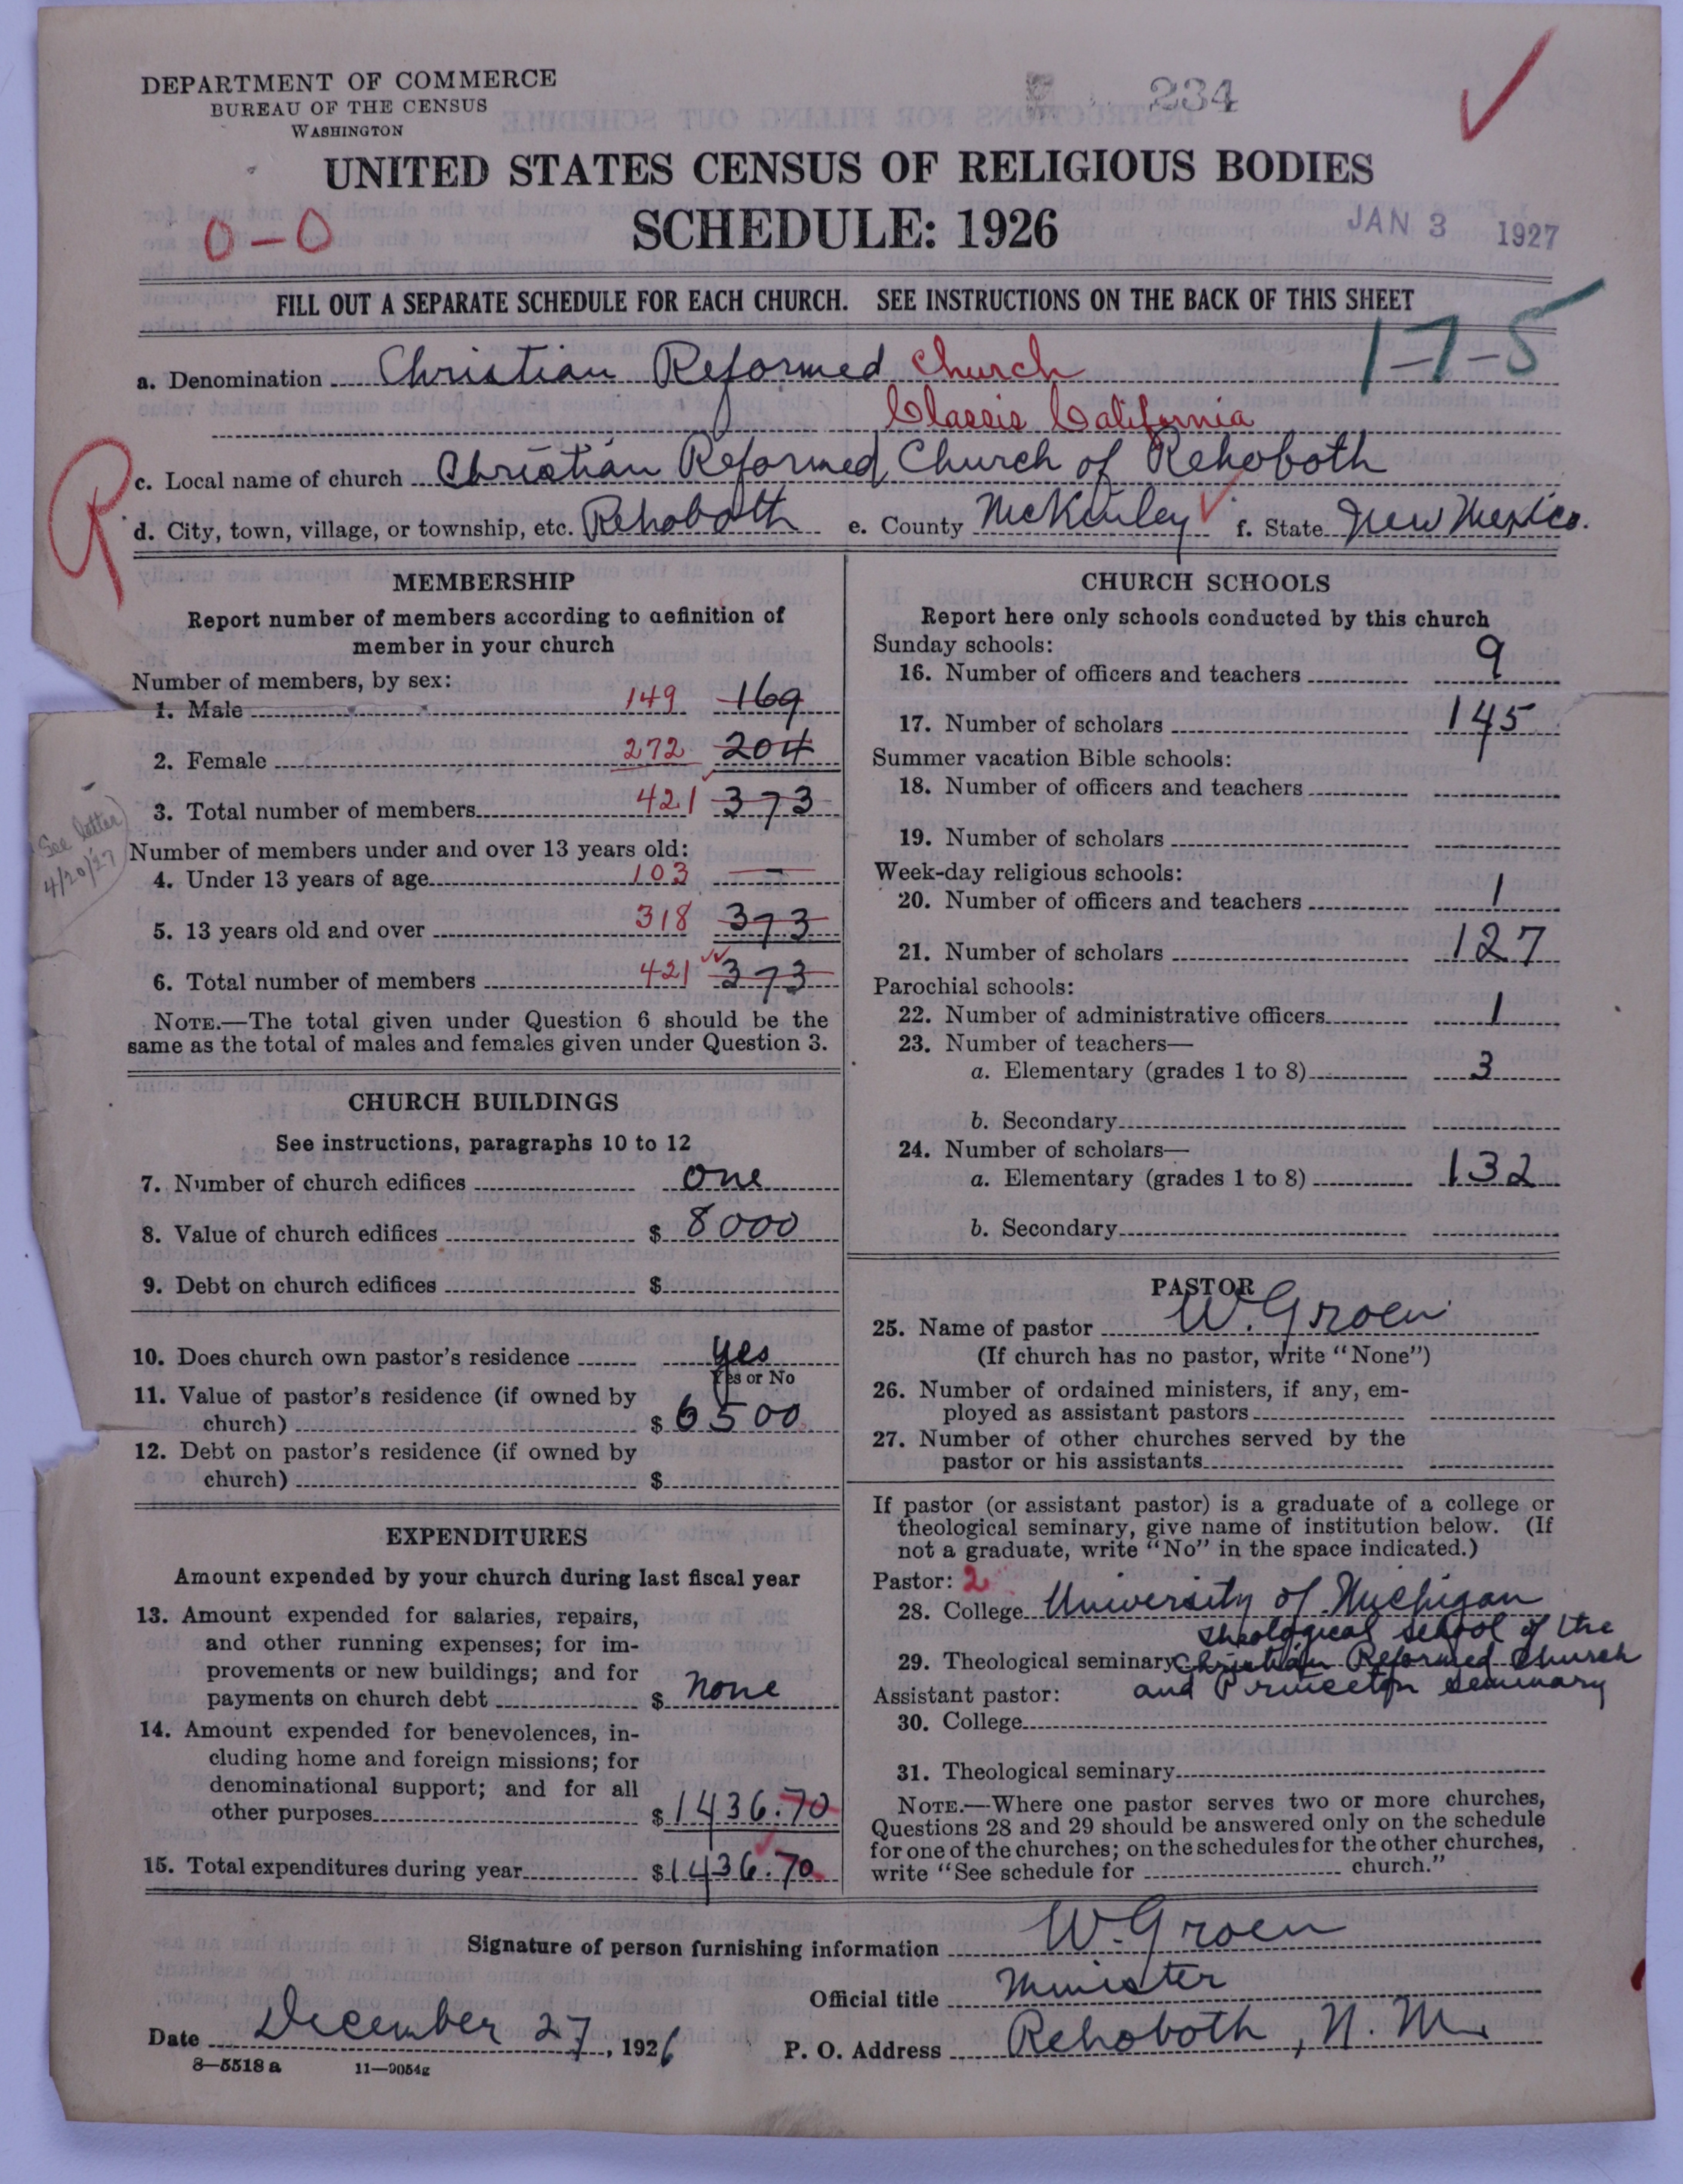 DEPARTMENT OF COMMERCE
BUREAU OF THE CENSUS
WASHINGTON
234
UNITED STATES CENSUS OF RELIGIOUS BODIES
SCHEDULE: 1926
0-0
JAN 3 1927
FILL OUT A SEPARATE SCHEDULE FOR EACH CHURCH. SEE INSTRUCTIONS ON THE BACK OF THIS SHEET
1-7-5
a. Denomination Christian Reformed Church
Classis California
c. Local name of church Christian Reformed Church of Rehoboth
d. City, town, village, or township, etc. Rehoboth e. County McKinley f. State New Mexico.
MEMBERSHIP
Report number of members according to definition of
member in your church
Number of members, by sex:
1. Male 149 169
2. Female 272 204
3. Total number of members 421 373
See letter
4/20/27
Number of members under and over 13 years old:
4. Under 13 years of age 103 —
5. 13 years old and over 318 373
6. Total number of members 421 373
NOTE.—The total given under Question 6 should be the
same as the total of males and females given under Question 3.
CHURCH BUILDINGS
See instructions, paragraphs 10 to 12
7. Number of church edifices one
8. Value of church edifices $ 8000
9. Debt on church edifices $
10. Does church own pastor's residence yes
Yes or No
11. Value of pastor's residence (if owned by
church) $ 6500
12. Debt on pastor's residence (if owned by
church) $
EXPENDITURES
Amount expended by your church during last fiscal year
13. Amount expended for salaries, repairs,
and other running expenses; for im-
provements or new buildings; and for
payments on church debt $ none
14. Amount expended for benevolences, in-
cluding home and foreign missions; for
denominational support; and for all
other purposes $ 1436.70
15. Total expenditures during year $ 1436.70
CHURCH SCHOOLS
Report here only schools conducted by this church
Sunday schools:
16. Number of officers and teachers 9
17. Number of scholars 145
Summer vacation Bible schools:
18. Number of officers and teachers
19. Number of scholars
Week-day religious schools:
20. Number of officers and teachers 1
21. Number of scholars 127
Parochial schools:
22. Number of administrative officers 1
23. Number of teachers—
a. Elementary (grades 1 to 8) 3
b. Secondary
24. Number of scholars—
a. Elementary (grades 1 to 8) 132
b. Secondary
PASTOR
25. Name of pastor W. Groen
(If church has no pastor, write "None")
26. Number of ordained ministers, if any, em-
ployed as assistant pastors
27. Number of other churches served by the
pastor or his assistants
If pastor (or assistant pastor) is a graduate of a college or
theological seminary, give name of institution below. (If
not a graduate, write "No" in the space indicated.)
Pastor: 2
28. College University of Michigan
Theological School of the
29. Theological seminary Christian Reformed Church
Assistant pastor: and Princeton Seminary
30. College
31. Theological seminary
NOTE.—Where one pastor serves two or more churches,
Questions 28 and 29 should be answered only on the schedule
for one of the churches; on the schedules for the other churches,
write "See schedule for church."
Signature of person furnishing information W. Groen
Official title Minister
Date December 27, 1926 P. O. Address Rehoboth, N. M.
8—5518 a 11—9054g